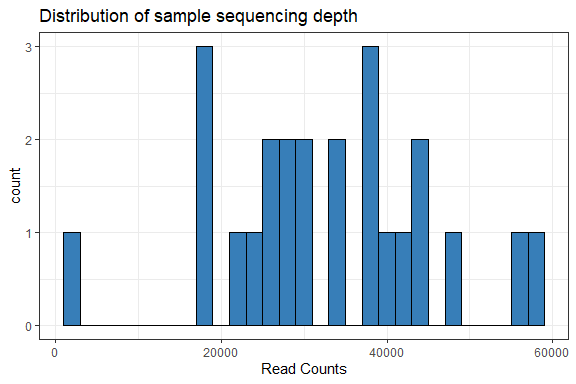 Distribution of sample sequencing depth
3
2
1
0
count
0 20000 40000 60000
Read Counts